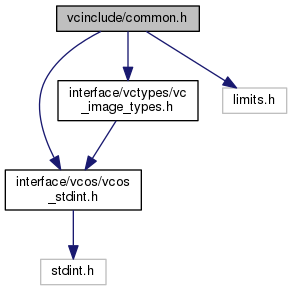 vcinclude/common.h
interface/vctypes/vc
_image_types.h
limits.h
interface/vcos/vcos
_stdint.h
stdint.h